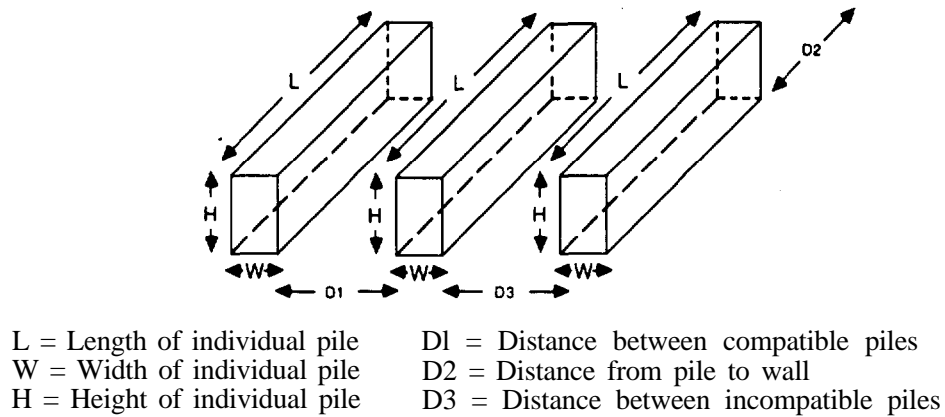 L L L D2
H H H
W W W
D1 D3
L = Length of individual pile Dl = Distance between compatible piles
W = Width of individual pile D2 = Distance from pile to wall
H = Height of individual pile D3 = Distance between incompatible piles